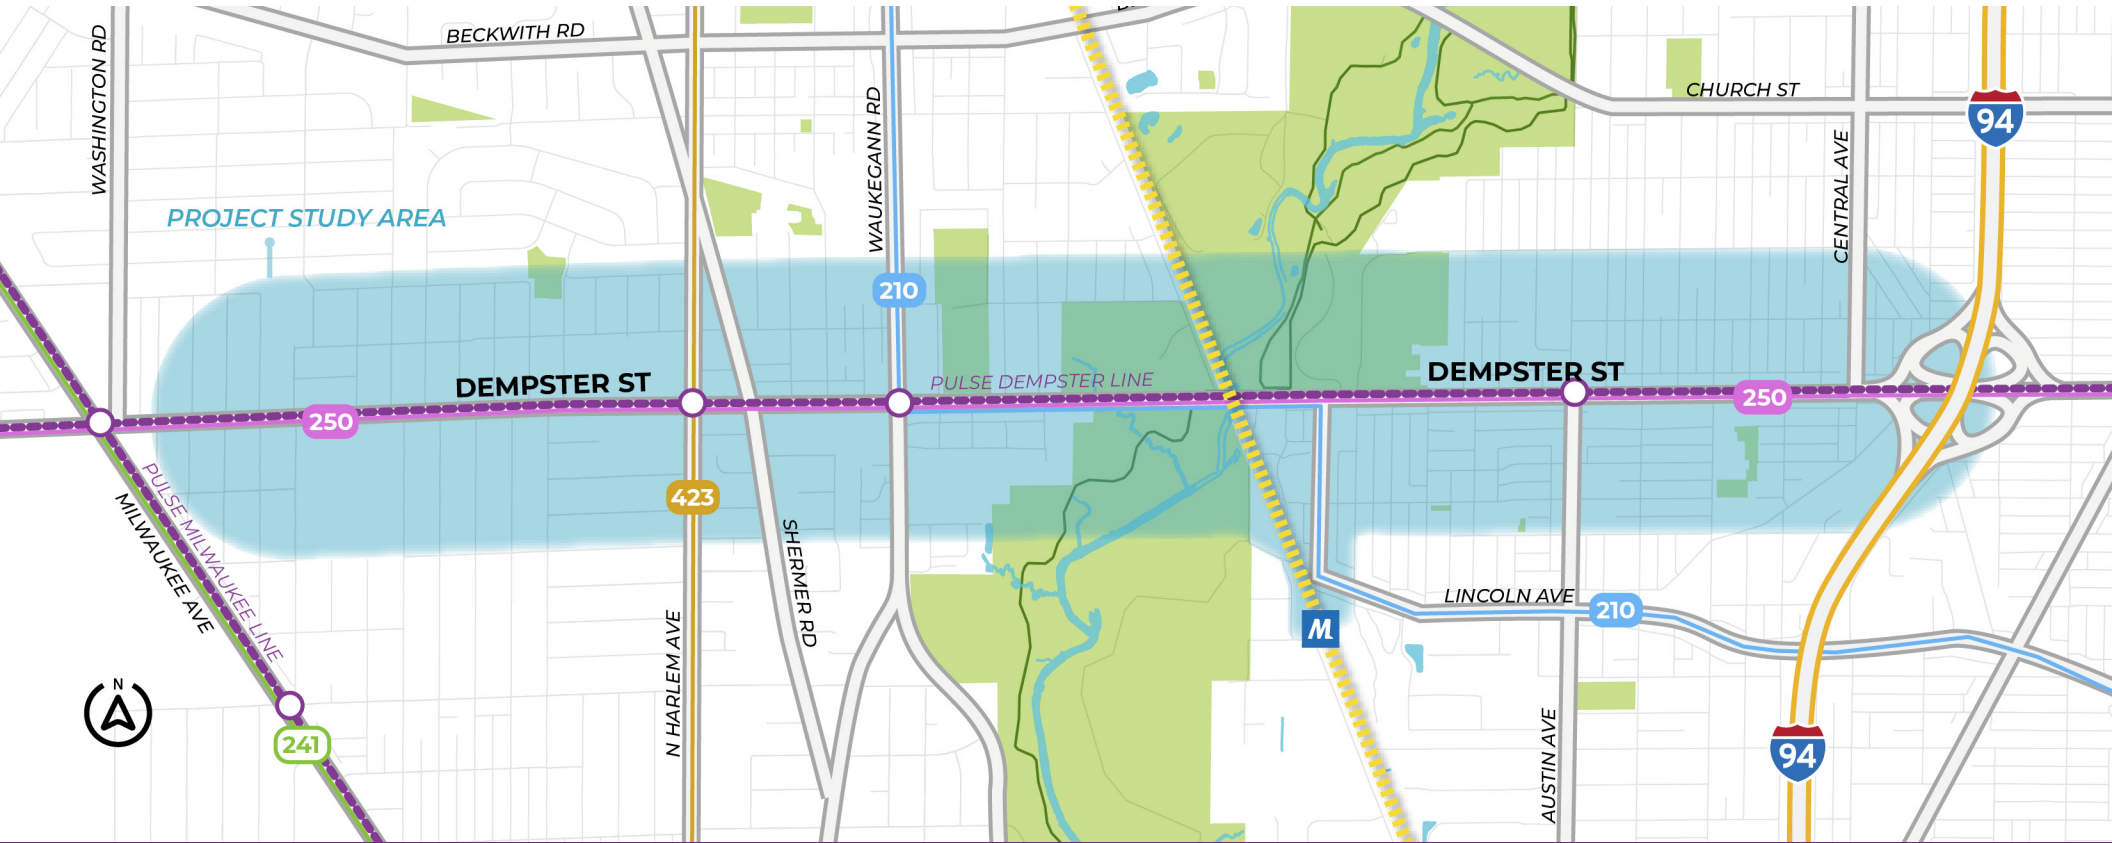 WASHINGTON RD
BECKWITH RD
WAUKEGANN RD
CHURCH ST
94
CENTRAL AVE
PROJECT STUDY AREA
210
DEMPSTER ST
PULSE DEMPSTER LINE
DEMPSTER ST
250
250
423
PULSE MILWAUKEE LINE
MILWAUKEE AVE
SHERMER RD
LINCOLN AVE
210
M
N HARLEM AVE
N
241
AUSTIN AVE
94